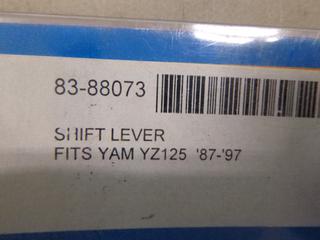 83-88073
SHIFT LEVER
FITS YAM YZ125 '87-'97